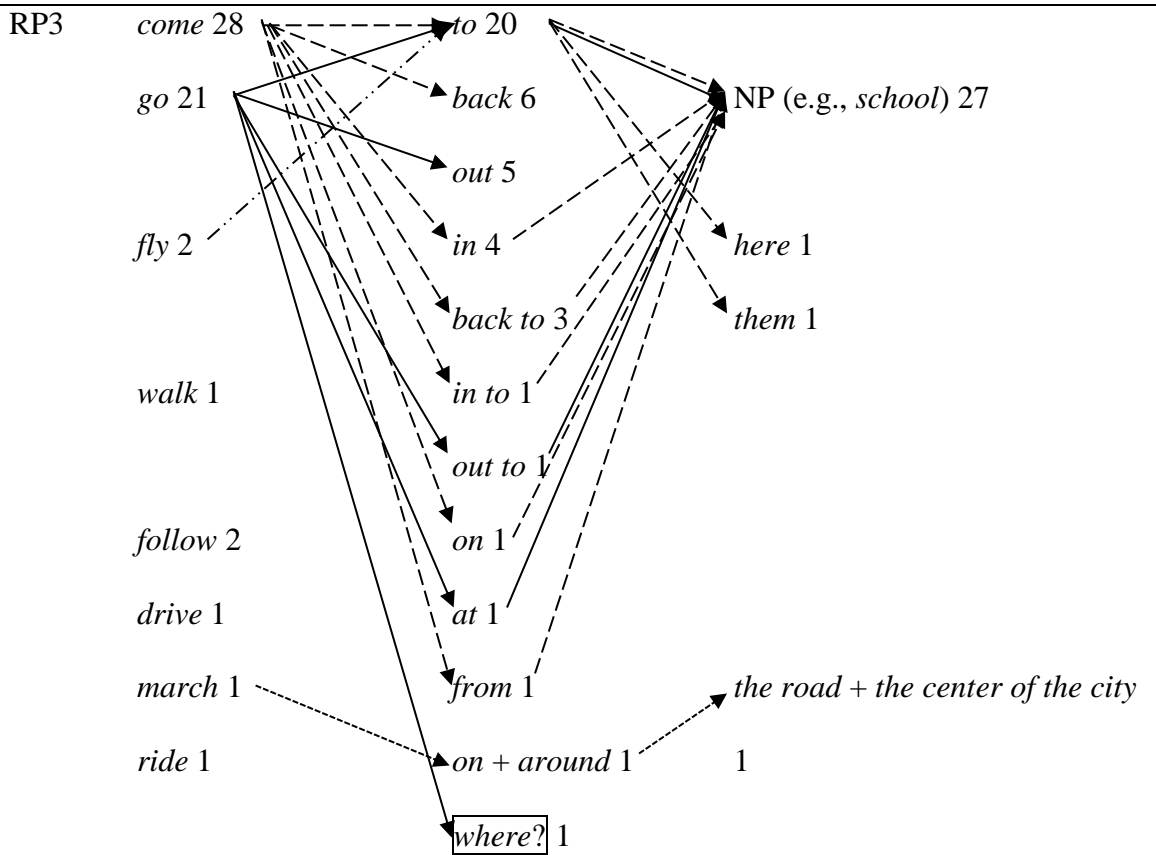 RP3 come 28 to 20
go 21 back 6 NP (e.g., school) 27
out 5
fly 2 in 4 here 1
back to 3 them 1
walk 1 in to 1
out to 1
follow 2 on 1
drive 1 at 1
march 1 from 1 the road + the center of the city
ride 1 on + around 1 1
where? 1